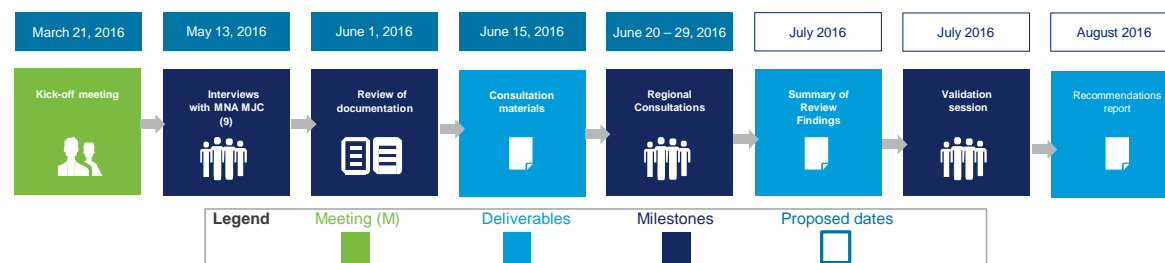 March 21, 2016
May 13, 2016
June 1, 2016
June 15, 2016
June 20 – 29, 2016
July 2016
July 2016
August 2016
Kick-off meeting
Interviews
with MNA MJC
(9)
Review of
documentation
Consultation
materials
Regional
Consultations
Summary of
Review
Findings
Validation
session
Recommendations
report
Legend
Meeting (M)
Deliverables
Milestones
Proposed dates